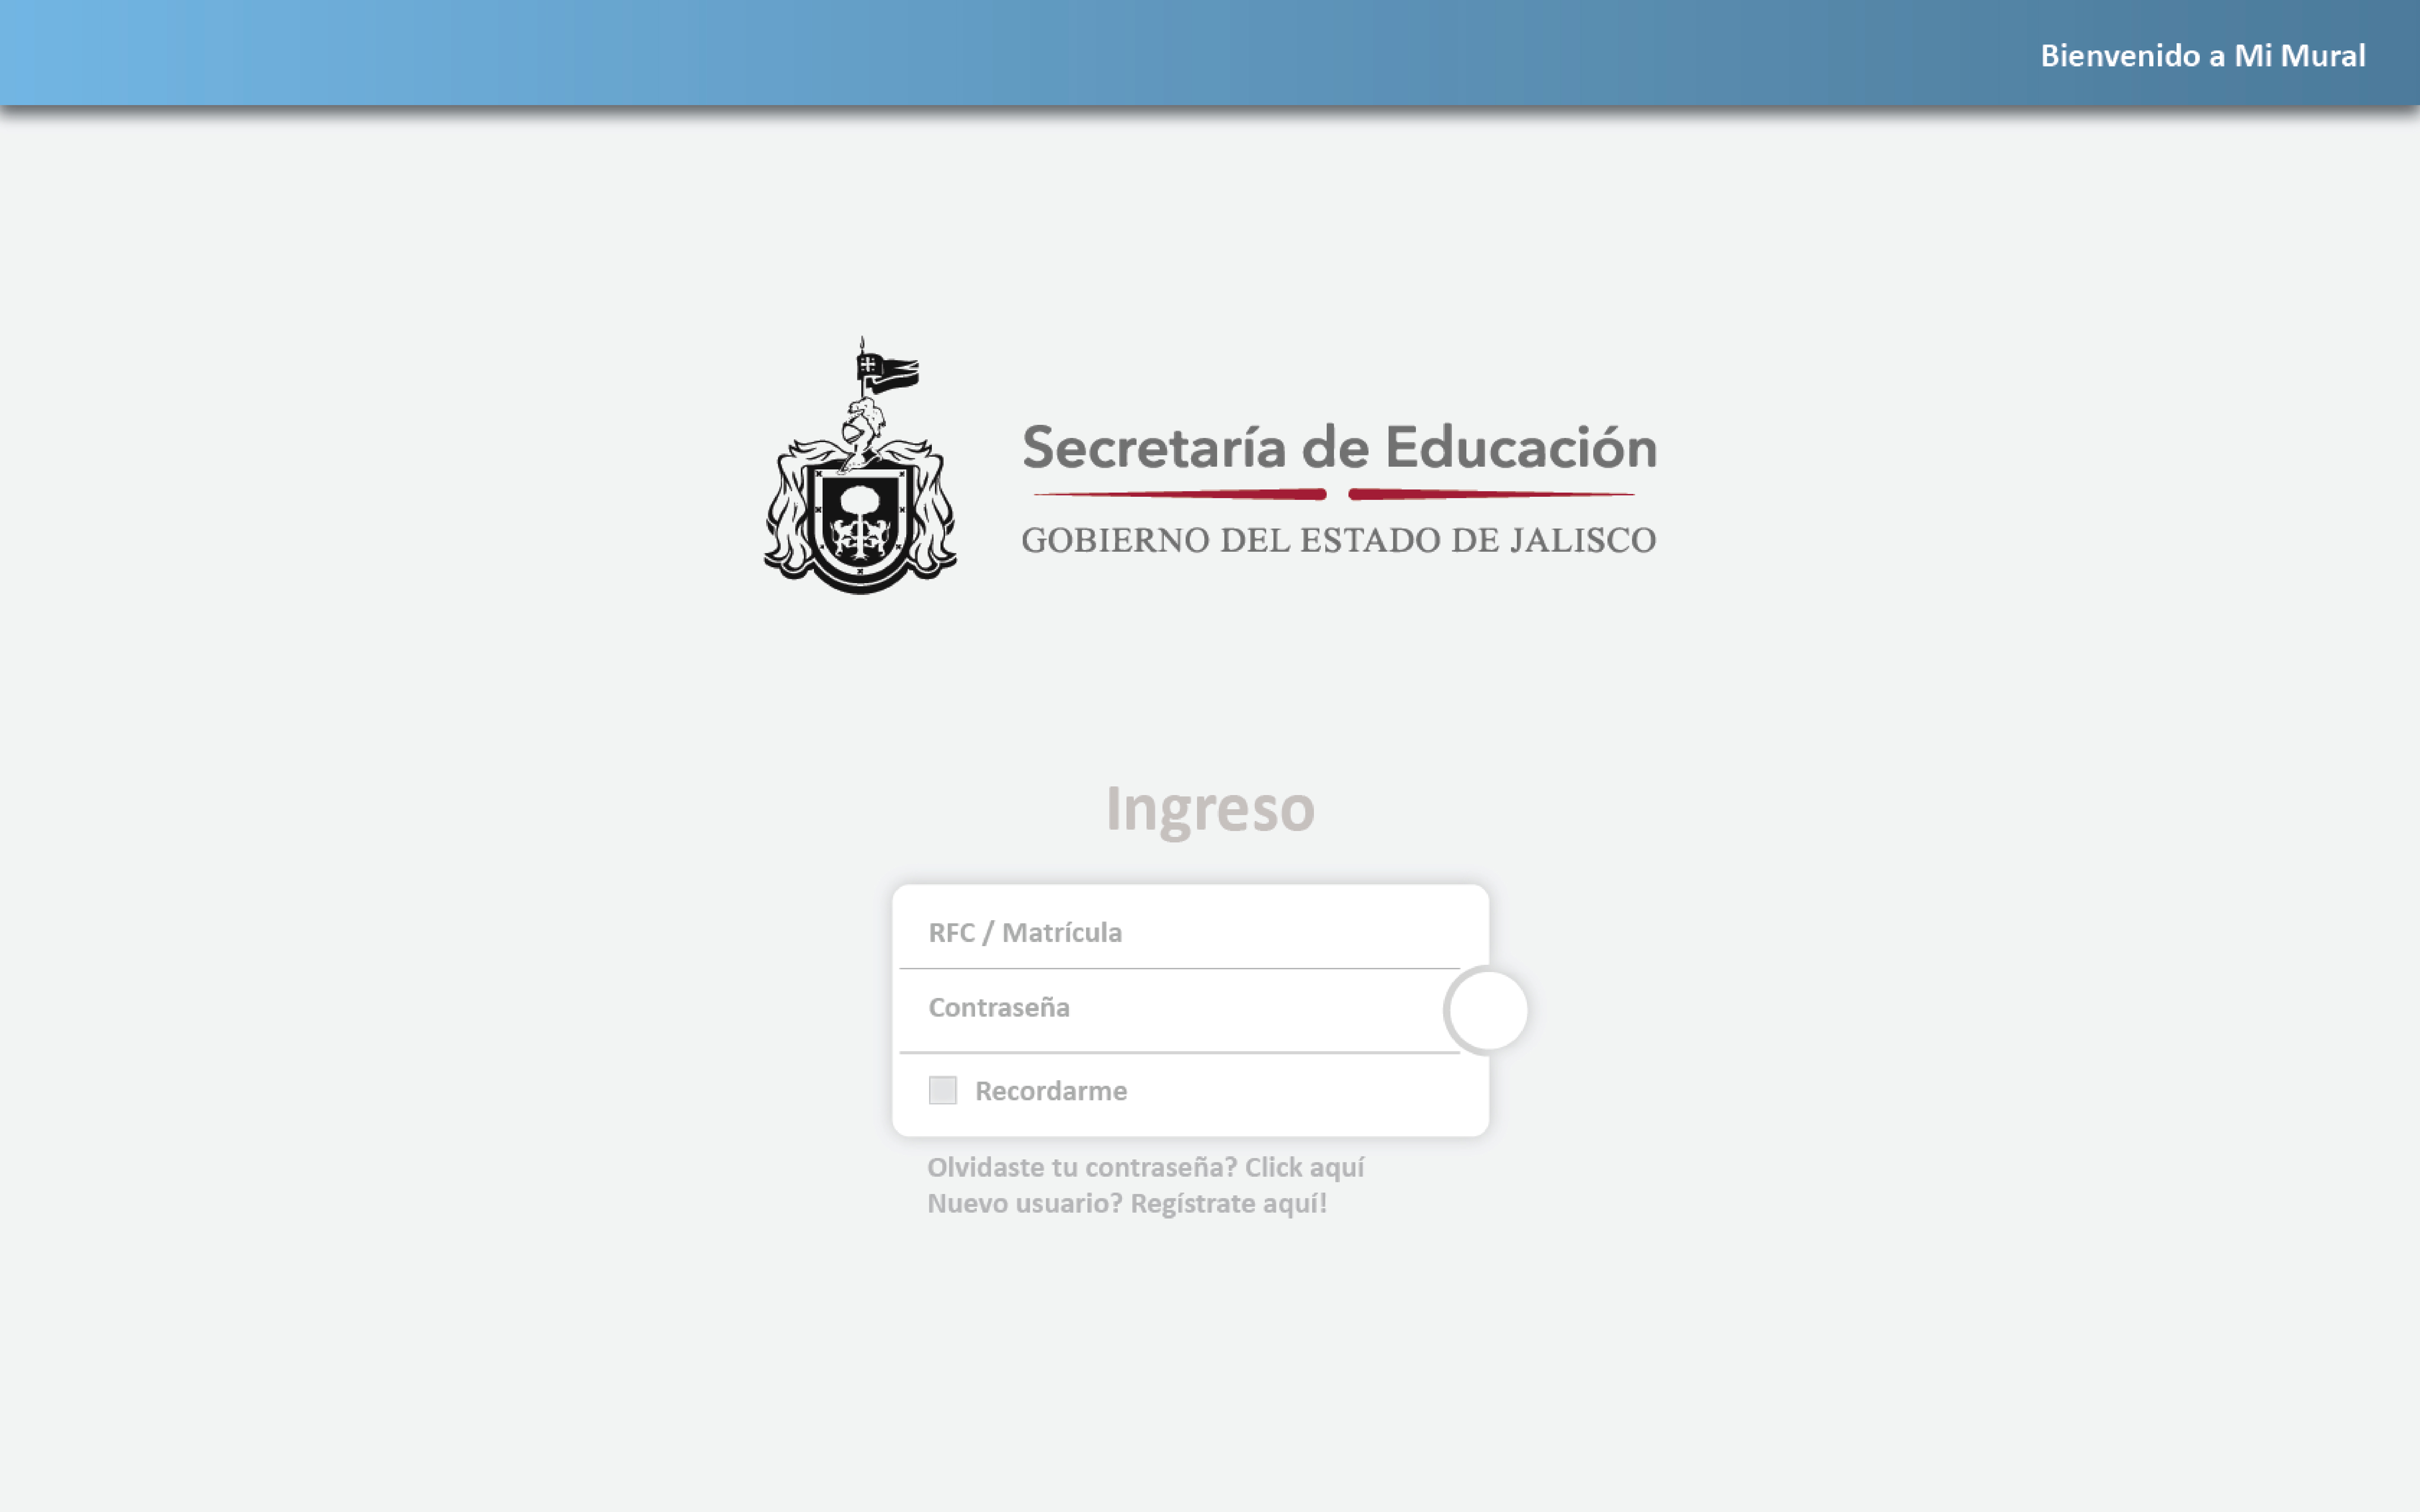 Bienvenido a Mi Mural
Secretaría de Educación
GOBIERNO DEL ESTADO DE JALISCO
Ingreso
RFC / Matrícula
Contraseña
Recordarme
Olvidaste tu contraseña? Click aquí
Nuevo usuario? Regístrate aquí!